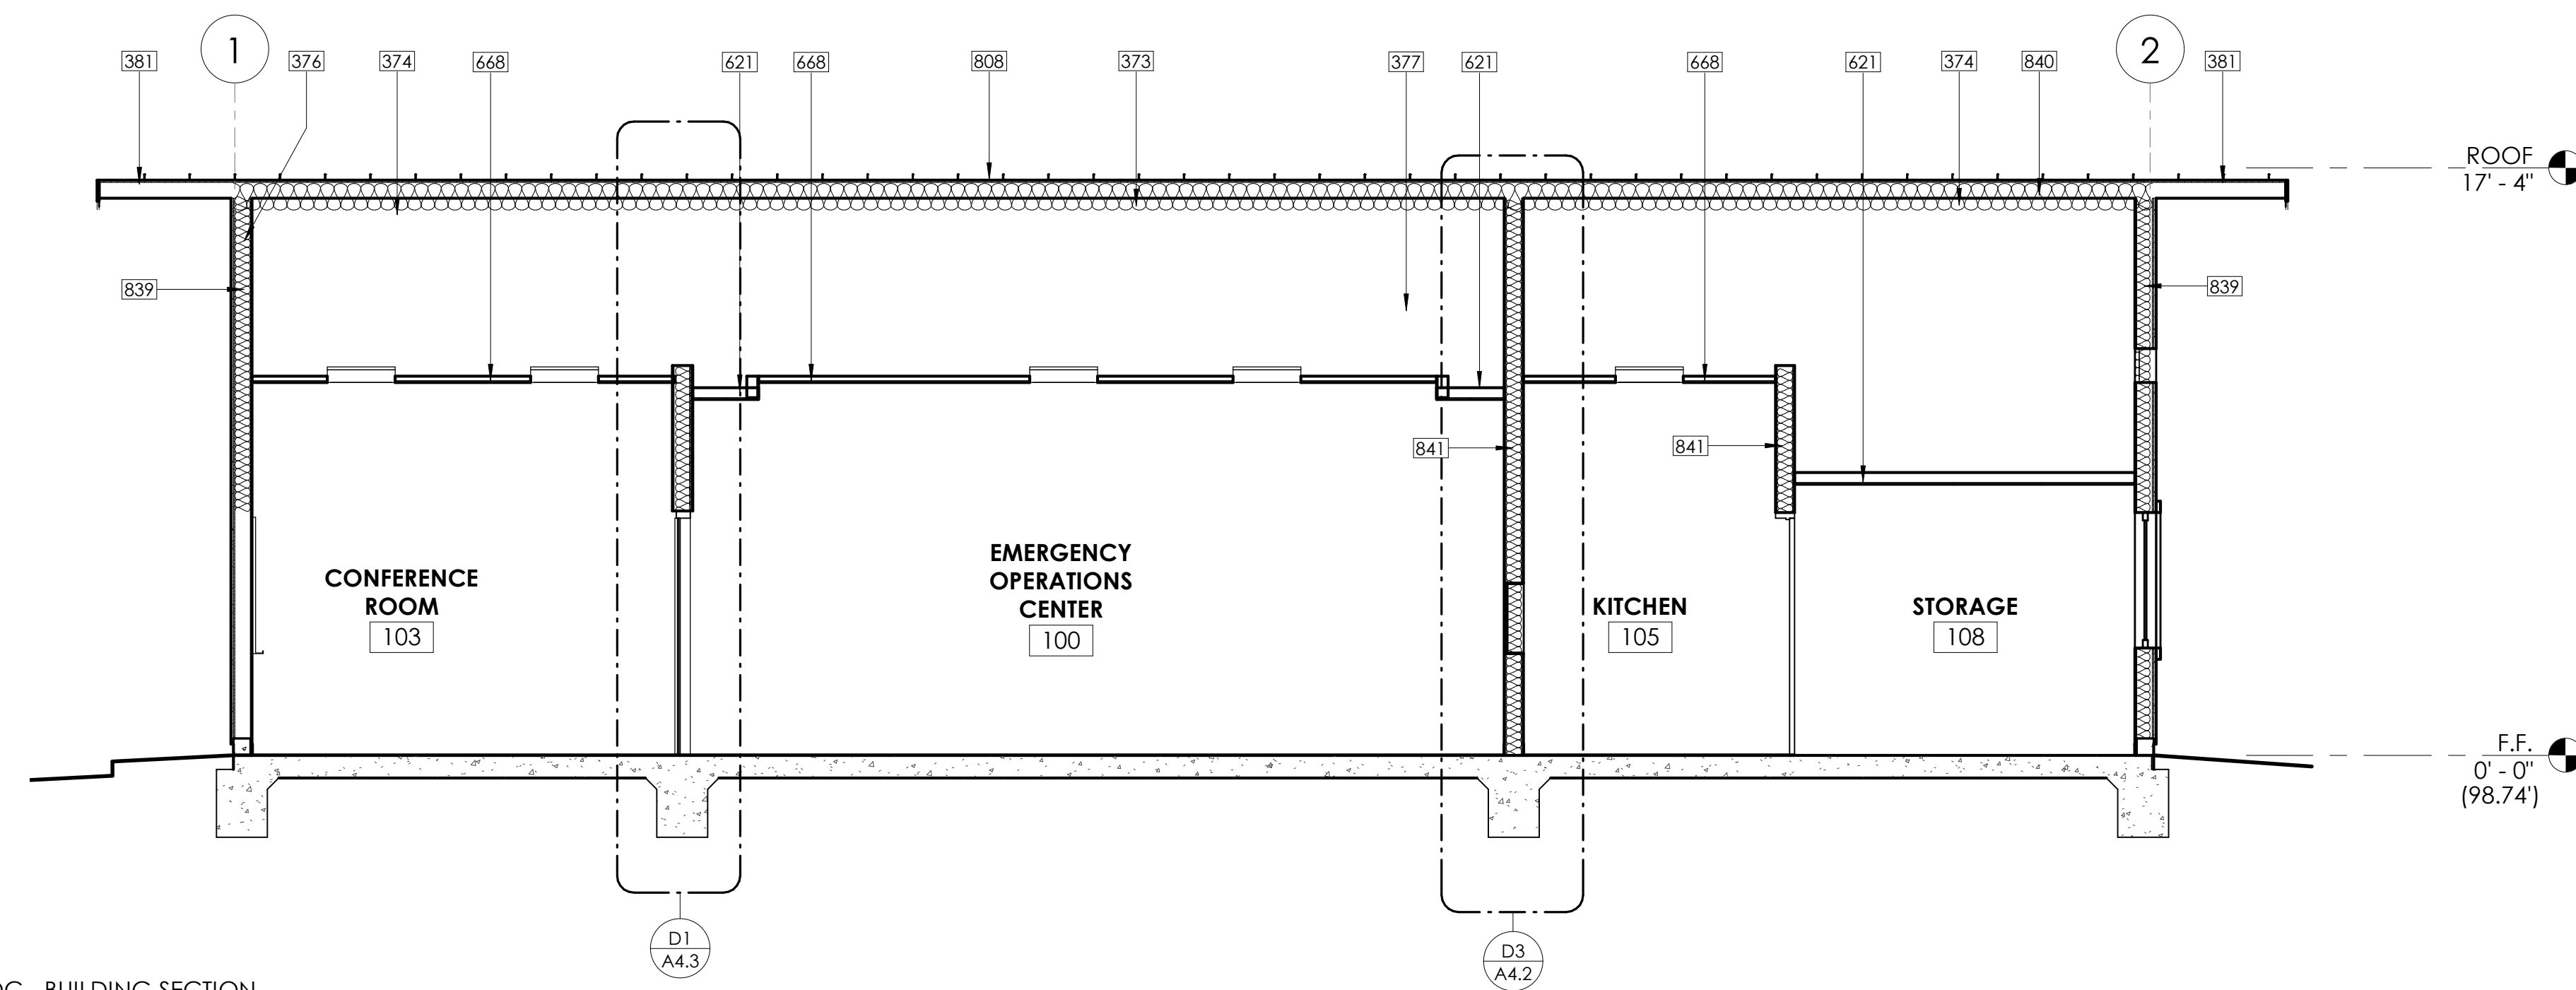 1
2
381
376
374
668
621
668
808
373
377
621
668
621
374
840
381
ROOF
17' - 4"
839
839
841
841
CONFERENCE
ROOM
103
EMERGENCY
OPERATIONS
CENTER
100
KITCHEN
105
STORAGE
108
F.F.
0' - 0"
(98.74')
D1
A4.3
D3
A4.2
BUILDING SECTION